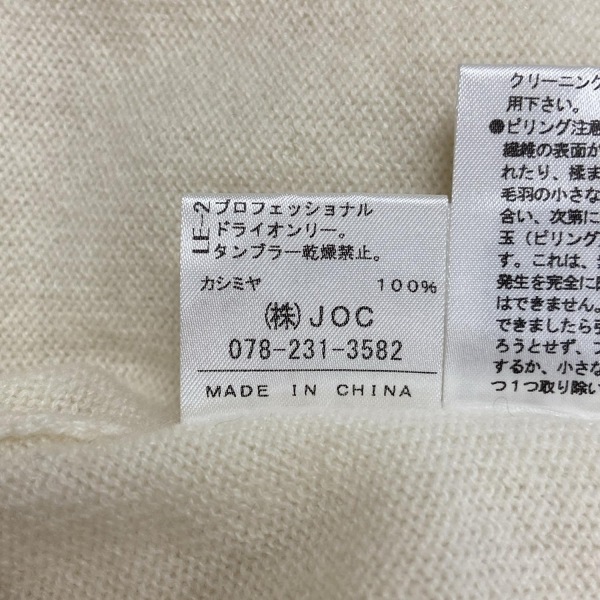 LE-2
プロフェッショナル
ドライオンリー。
タンブラー乾燥禁止。
カシミヤ 100%
(株)JOC
078-231-3582
MADE IN CHINA
クリーニング
用下さい。
●ピリング注意
繊維の表面が
れたり、揉ま
毛羽の小さな
合い、次第に
玉(ピリング
す。これは、
発生を完全に
はできません。
できましたら
ろうとせず、
するか、小さな
つ1つ取り除い